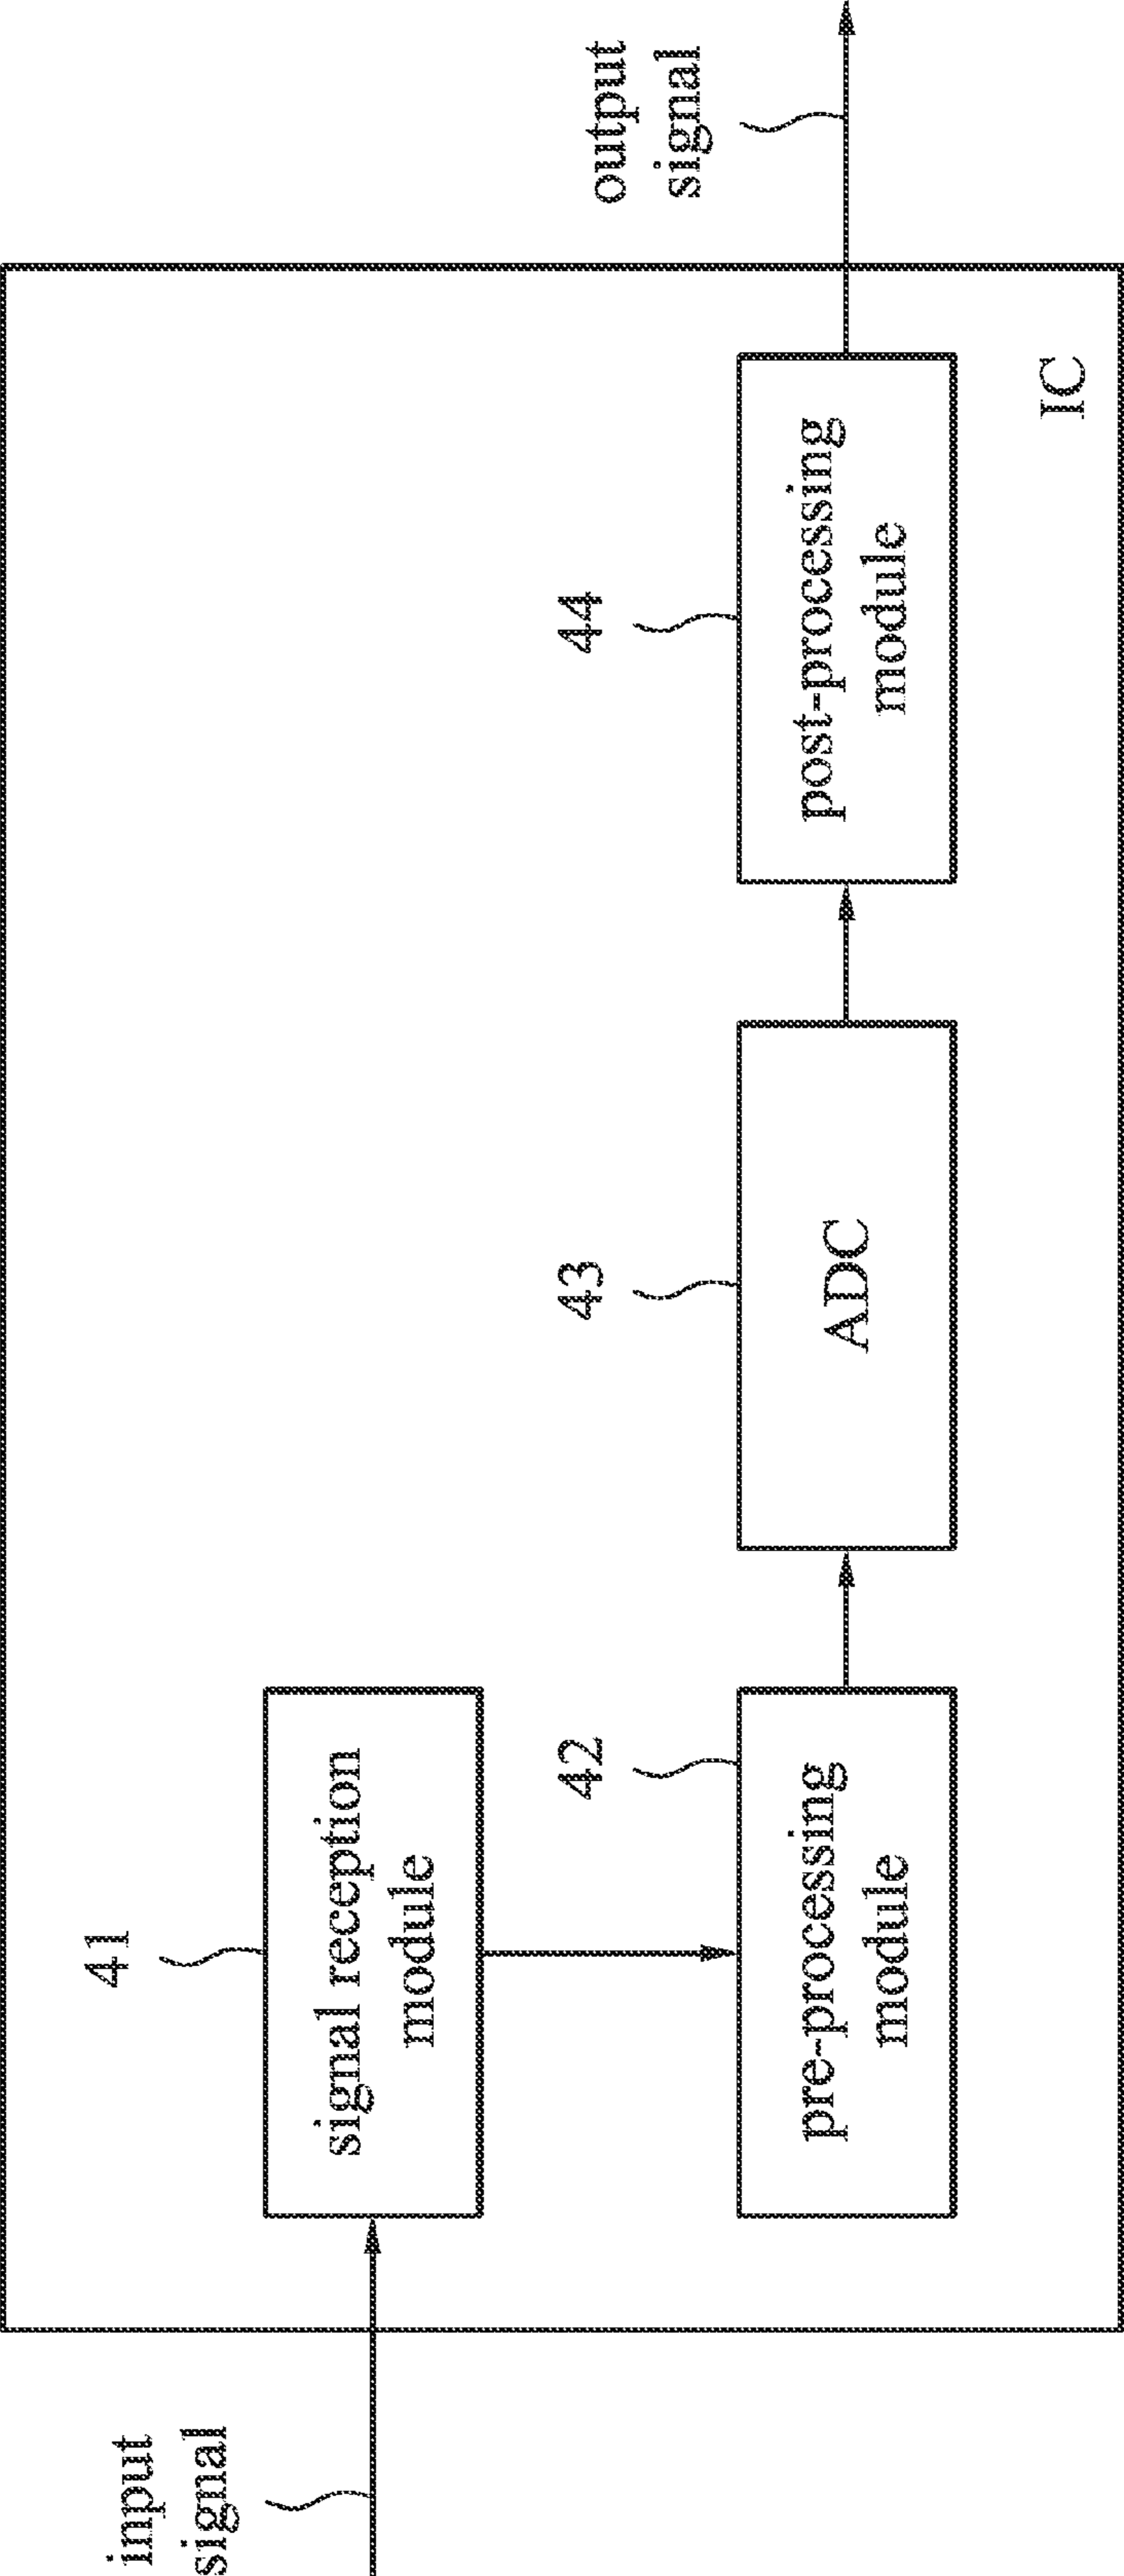 input
signal
41
signal reception
module
42
pre-processing
module
43
ADC
44
post-processing
module
IC
output
signal